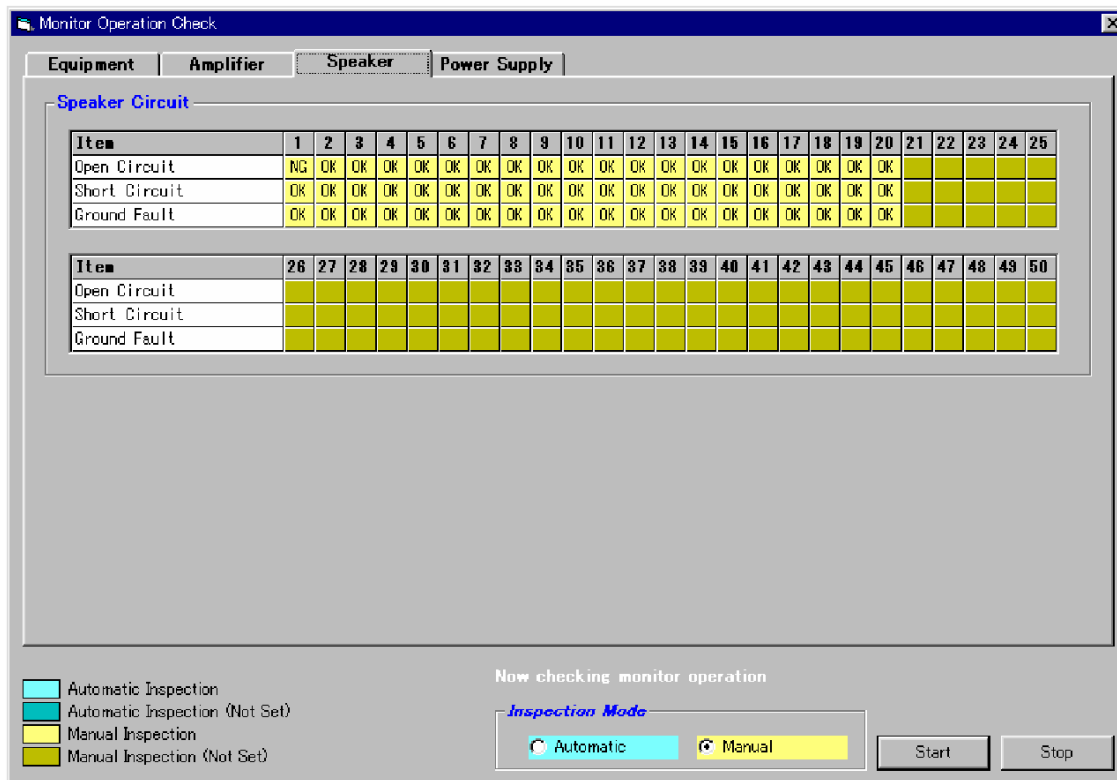 Monitor Operation Check
Equipment Amplifier Speaker Power Supply
Speaker Circuit
Item 1 2 3 4 5 6 7 8 9 10 11 12 13 14 15 16 17 18 19 20 21 22 23 24 25
Open Circuit NG OK OK OK OK OK OK OK OK OK OK OK OK OK OK OK OK OK OK OK
Short Circuit OK OK OK OK OK OK OK OK OK OK OK OK OK OK OK OK OK OK OK OK
Ground Fault OK OK OK OK OK OK OK OK OK OK OK OK OK OK OK OK OK OK OK OK
Item 26 27 28 29 30 31 32 33 34 35 36 37 38 39 40 41 42 43 44 45 46 47 48 49 50
Open Circuit
Short Circuit
Ground Fault
Now checking monitor operation
Automatic Inspection
Automatic Inspection (Not Set)
Manual Inspection
Manual Inspection (Not Set)
Inspection Mode
Automatic Manual
Start Stop